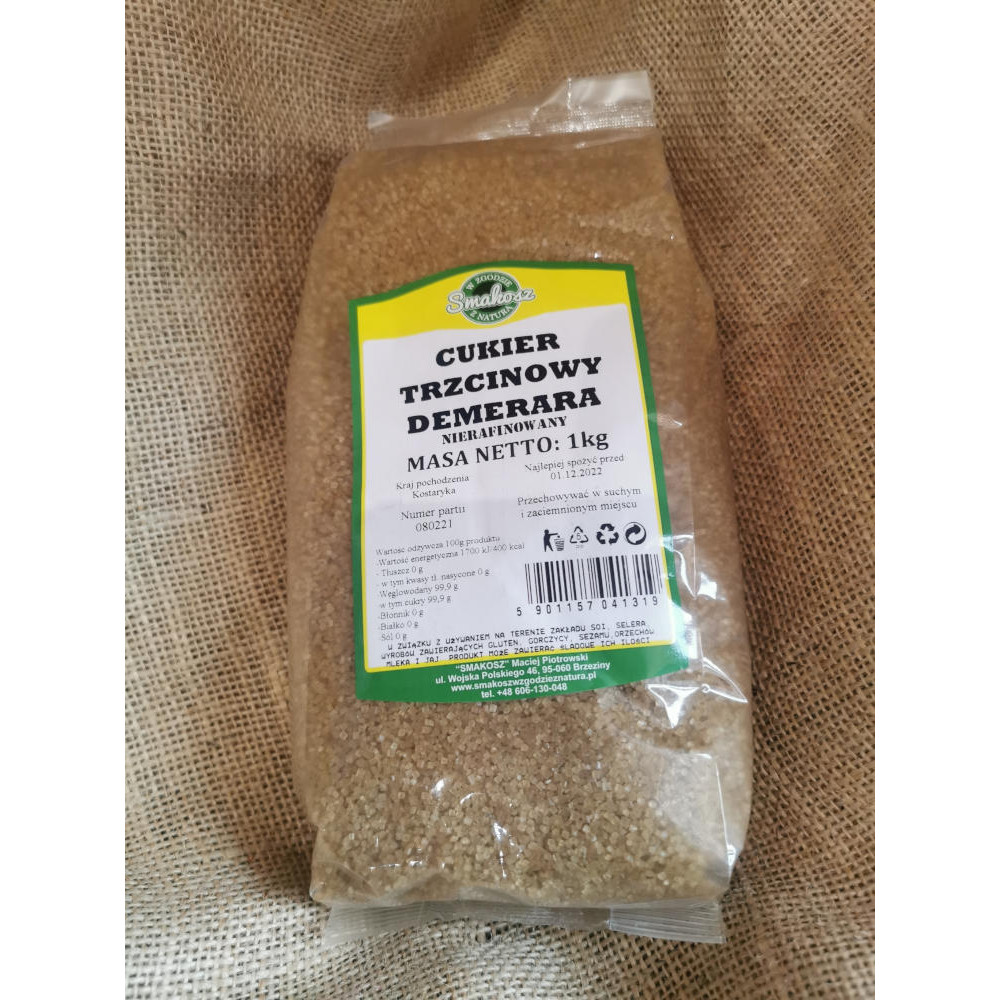 W ZGODZIE
Smakosz
Z NATURĄ
CUKIER
TRZCINOWY
DEMERARA
NIERAFINOWANY
MASA NETTO: 1kg
Kraj pochodzenia
Kostaryka
Najlepiej spożyć przed
01.12.2022
Numer partii
080221
Przechowywać w suchym
i zaciemnionym miejscu
Wartość odżywcza 100g produktu
-Wartość energetyczna 1700 kJ/400 kcal
- Tłuszcz 0 g
- w tym kwasy tł. nasycone 0 g
-Węglowodany 99,9 g
-w tym cukry 99,9 g
-Błonnik 0 g
-Białko 0 g
-Sól 0 g
5 901157 041319
W ZWIĄZKU Z UŻYWANIEM NA TERENIE ZAKŁADU SOI, SELERA,
WYROBÓW ZAWIERAJĄCYCH GLUTEN, GORCZYCY, SEZAMU, ORZECHÓW
MLEKA I JAJ, PRODUKT MOŻE ZAWIERAĆ ŚLADOWE ICH ILOŚCI
"SMAKOSZ" Maciej Piotrowski
ul. Wojska Polskiego 46, 95-060 Brzeziny
www.smakoszwzgodzieznatura.pl
tel. +48 606-130-048